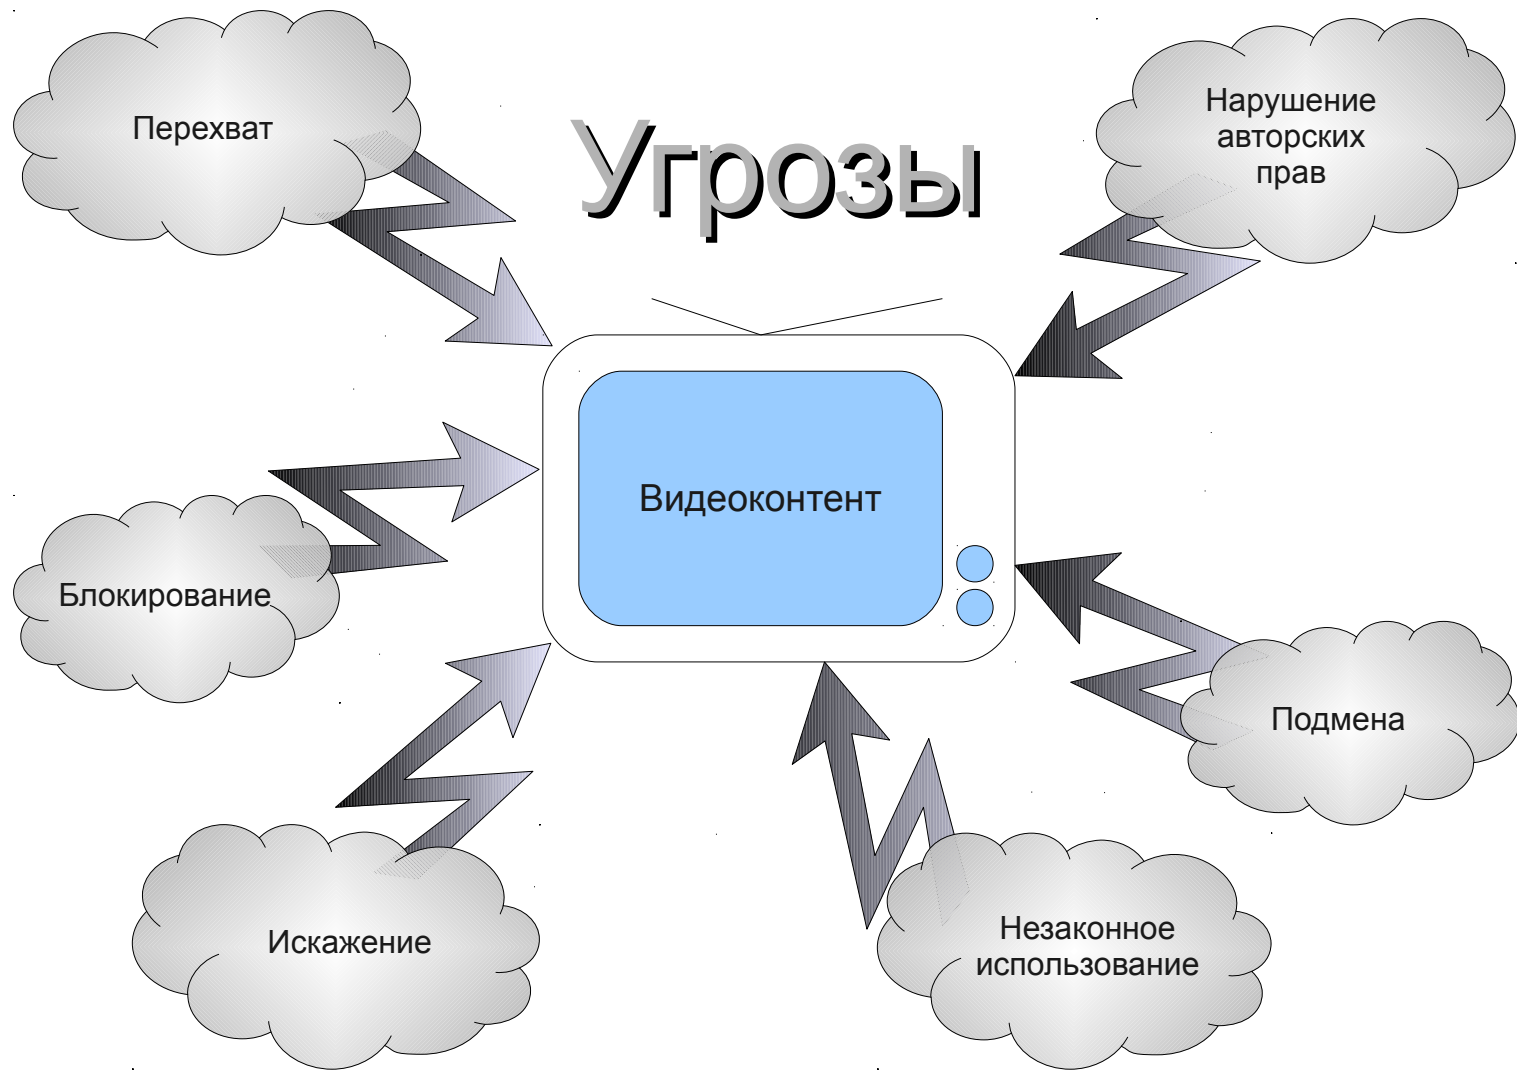 Угрозы
Перехват
Нарушение
авторских
прав
Видеоконтент
Блокирование
Подмена
Искажение
Незаконное
использование